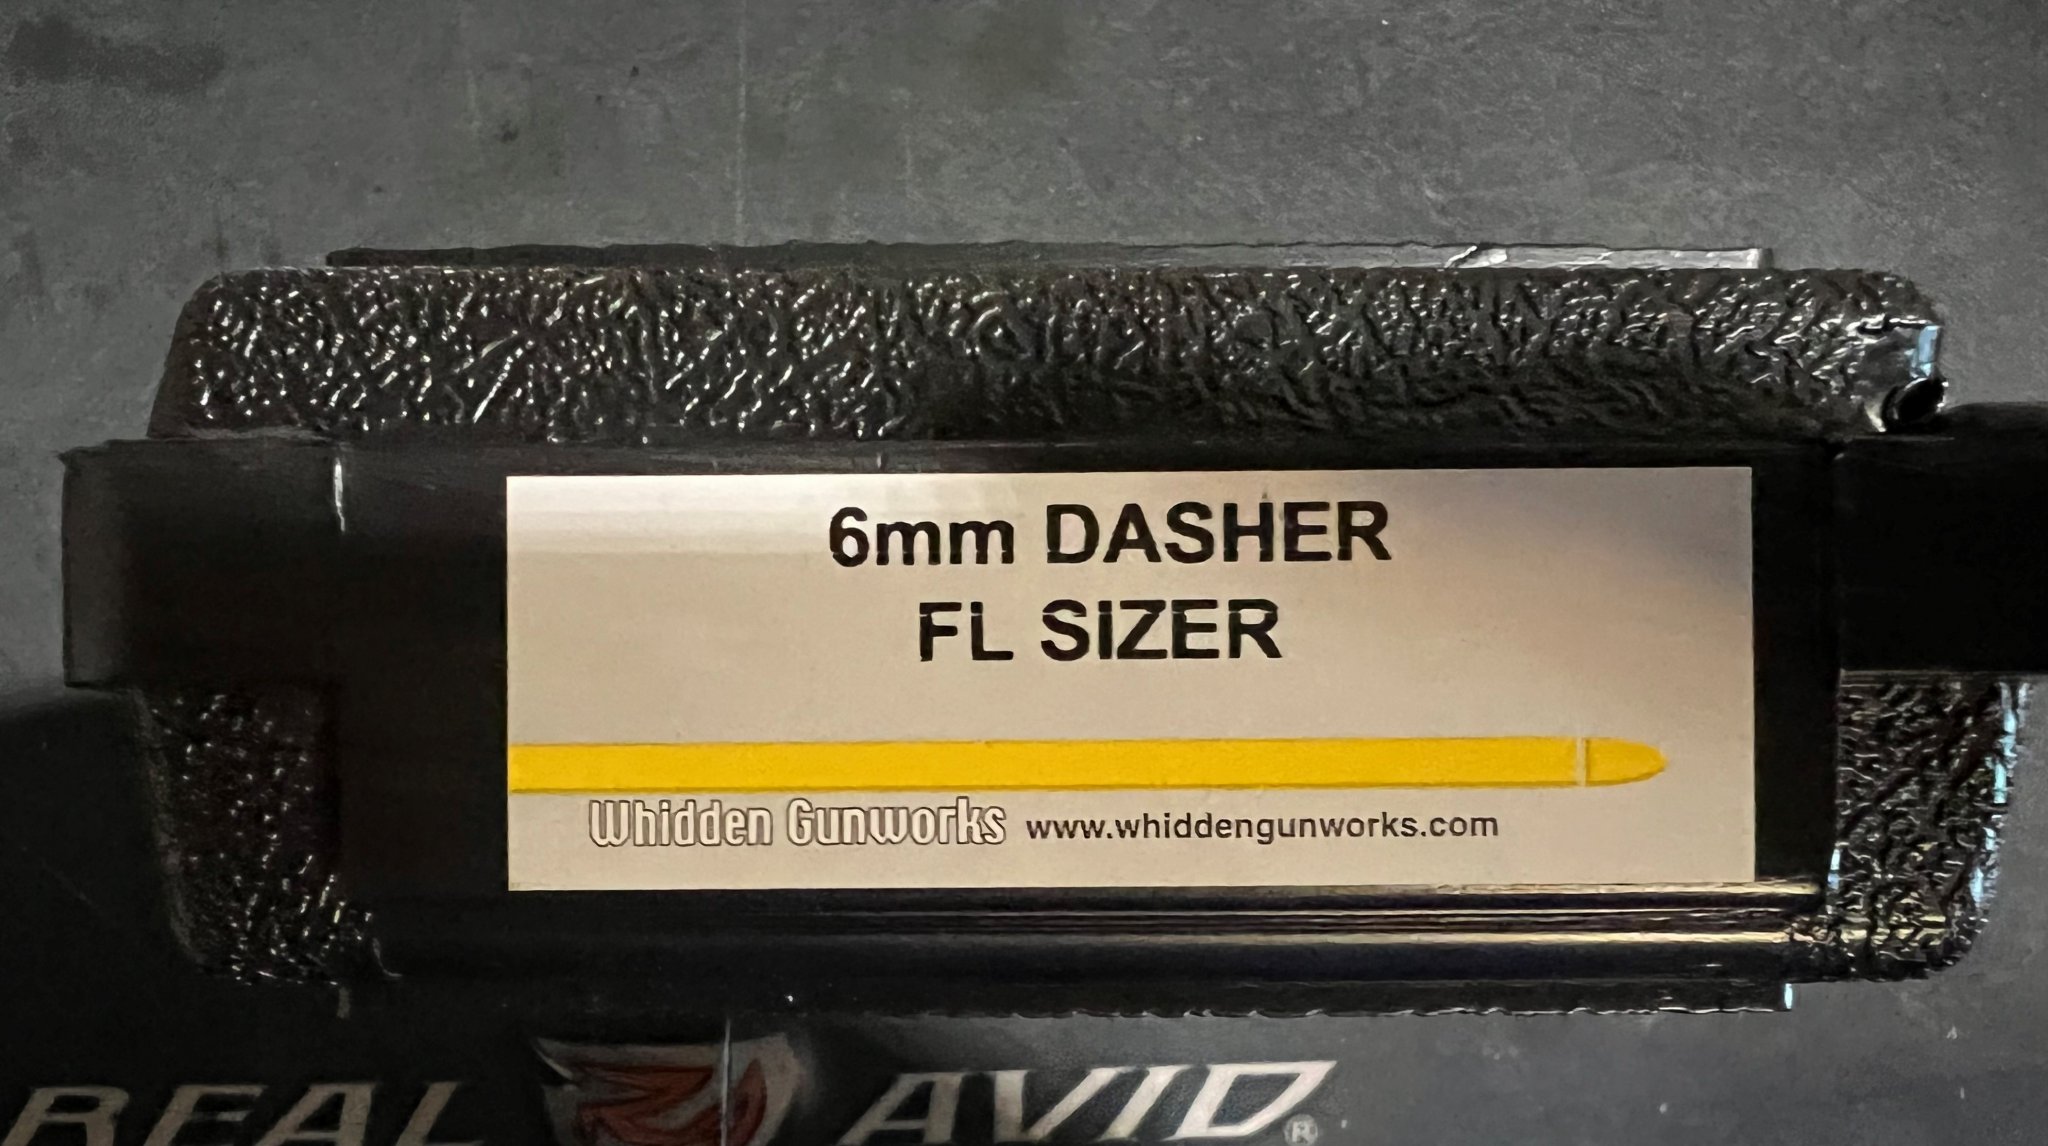 6mm DASHER
FL SIZER
Whidden Gunworks www.whiddengunworks.com
REAL AVID®